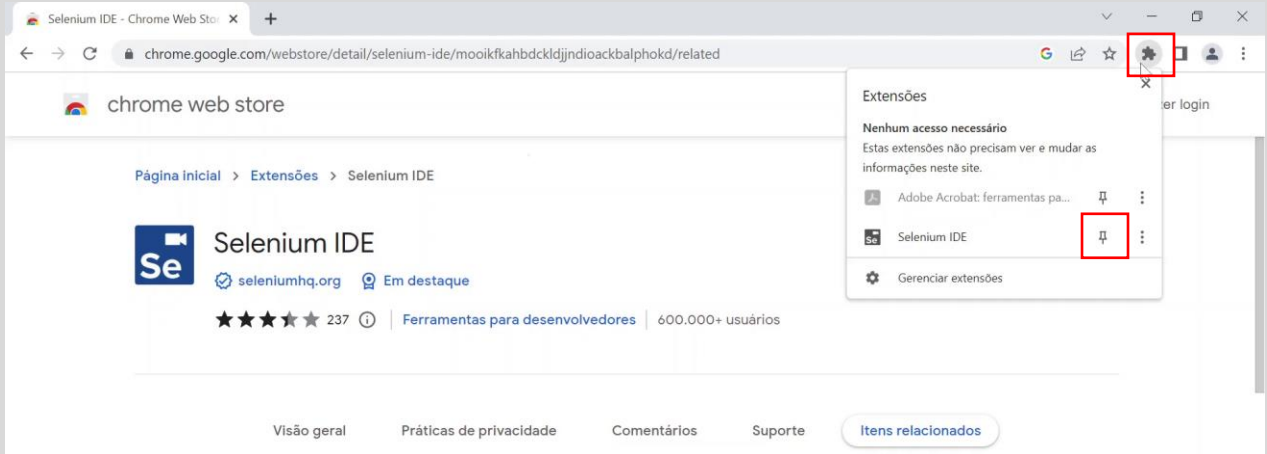 Selenium IDE - Chrome Web Sto
chrome.google.com/webstore/detail/selenium-ide/mooikfkahbdckldjjndioackbalphokd/related
G
chrome web store
er login
Extensões
Nenhum acesso necessário
Estas extensões não precisam ver e mudar as
informações neste site.
Adobe Acrobat: ferramentas pa...
Se Selenium IDE
Gerenciar extensões
Página inicial > Extensões > Selenium IDE
Se
Selenium IDE
seleniumhq.org Em destaque
237 Ferramentas para desenvolvedores 600.000+ usuários
Visão geral Práticas de privacidade Comentários Suporte Itens relacionados